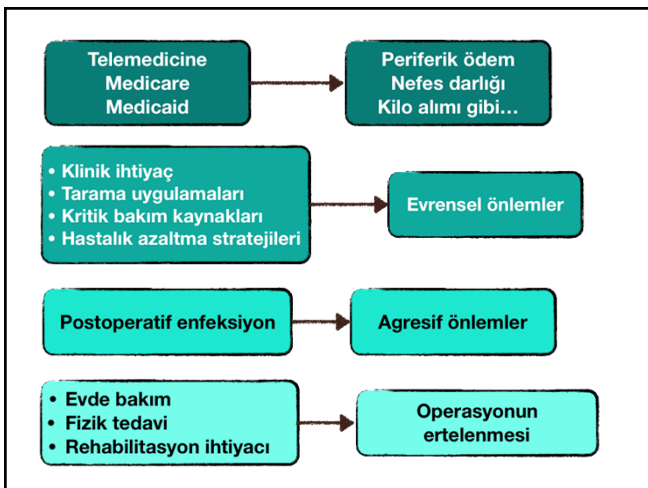 Telemedicine
Medicare
Medicaid
Periferik ödem
Nefes darlığı
Kilo alımı gibi...
• Klinik ihtiyaç
• Tarama uygulamaları
• Kritik bakım kaynakları
• Hastalık azaltma stratejileri
Evrensel önlemler
Postoperatif enfeksiyon
Agresif önlemler
• Evde bakım
• Fizik tedavi
• Rehabilitasyon ihtiyacı
Operasyonun
ertelenmesi